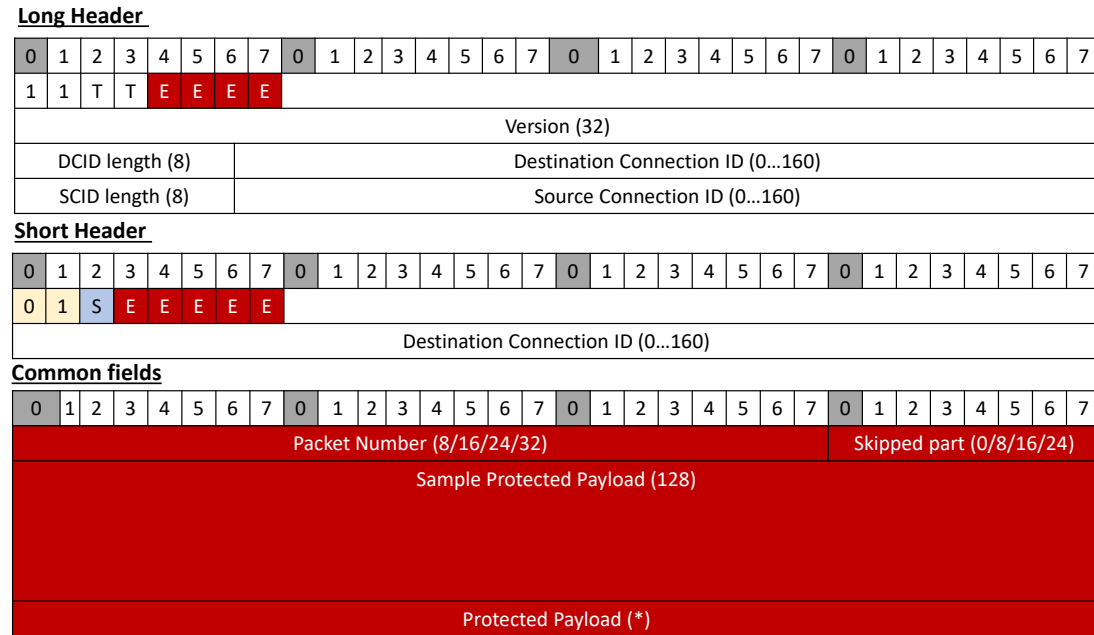 Long Header
0 1 2 3 4 5 6 7 0 1 2 3 4 5 6 7 0 1 2 3 4 5 6 7 0 1 2 3 4 5 6 7
1 1 T T E E E E
Version (32)
DCID length (8) Destination Connection ID (0...160)
SCID length (8) Source Connection ID (0...160)
Short Header
0 1 2 3 4 5 6 7 0 1 2 3 4 5 6 7 0 1 2 3 4 5 6 7 0 1 2 3 4 5 6 7
0 1 S E E E E E
Destination Connection ID (0...160)
Common fields
0 1 2 3 4 5 6 7 0 1 2 3 4 5 6 7 0 1 2 3 4 5 6 7 0 1 2 3 4 5 6 7
Packet Number (8/16/24/32) Skipped part (0/8/16/24)
Sample Protected Payload (128)
Protected Payload (*)